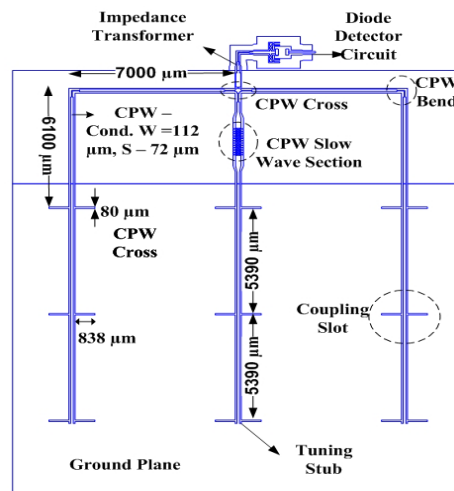 Impedance
Transformer
Diode
Detector
Circuit
7000 µm
CPW
Bend
CPW Cross
6100 µm
CPW –
Cond. W =112
µm, S – 72 µm
CPW Slow
Wave Section
80 µm
CPW
Cross
5390 µm
Coupling
Slot
838 µm
5390 µm
Ground Plane
Tuning
Stub